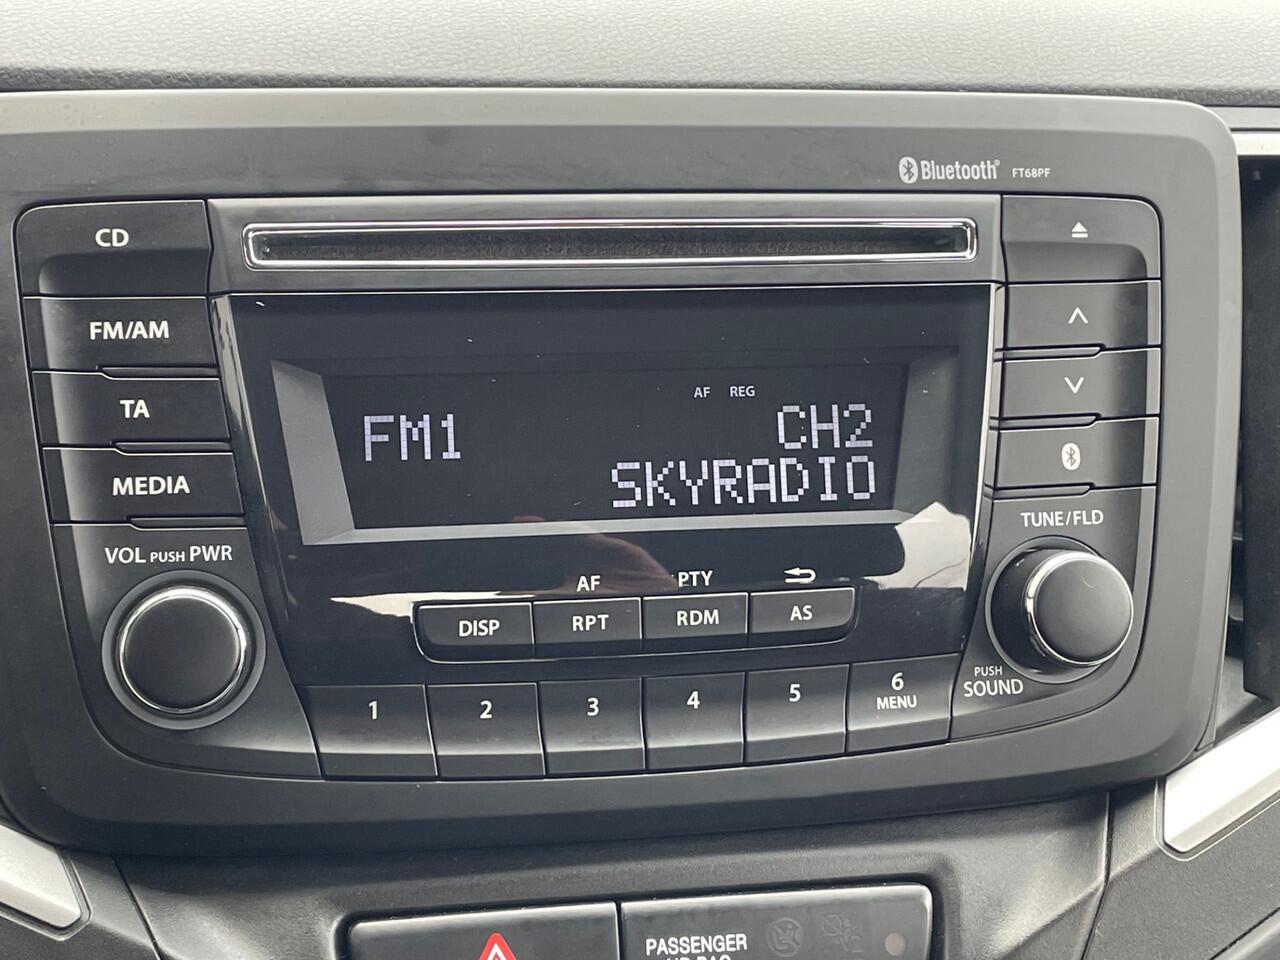 Bluetooth® FT68PF
CD
FM/AM
TA
MEDIA
AF REG
FM1 CH2
SKYRADIO
VOL PUSH PWR
TUNE/FLD
AF PTY
DISP RPT RDM AS
PUSH
SOUND
1 2 3 4 5 6
MENU
PASSENGER